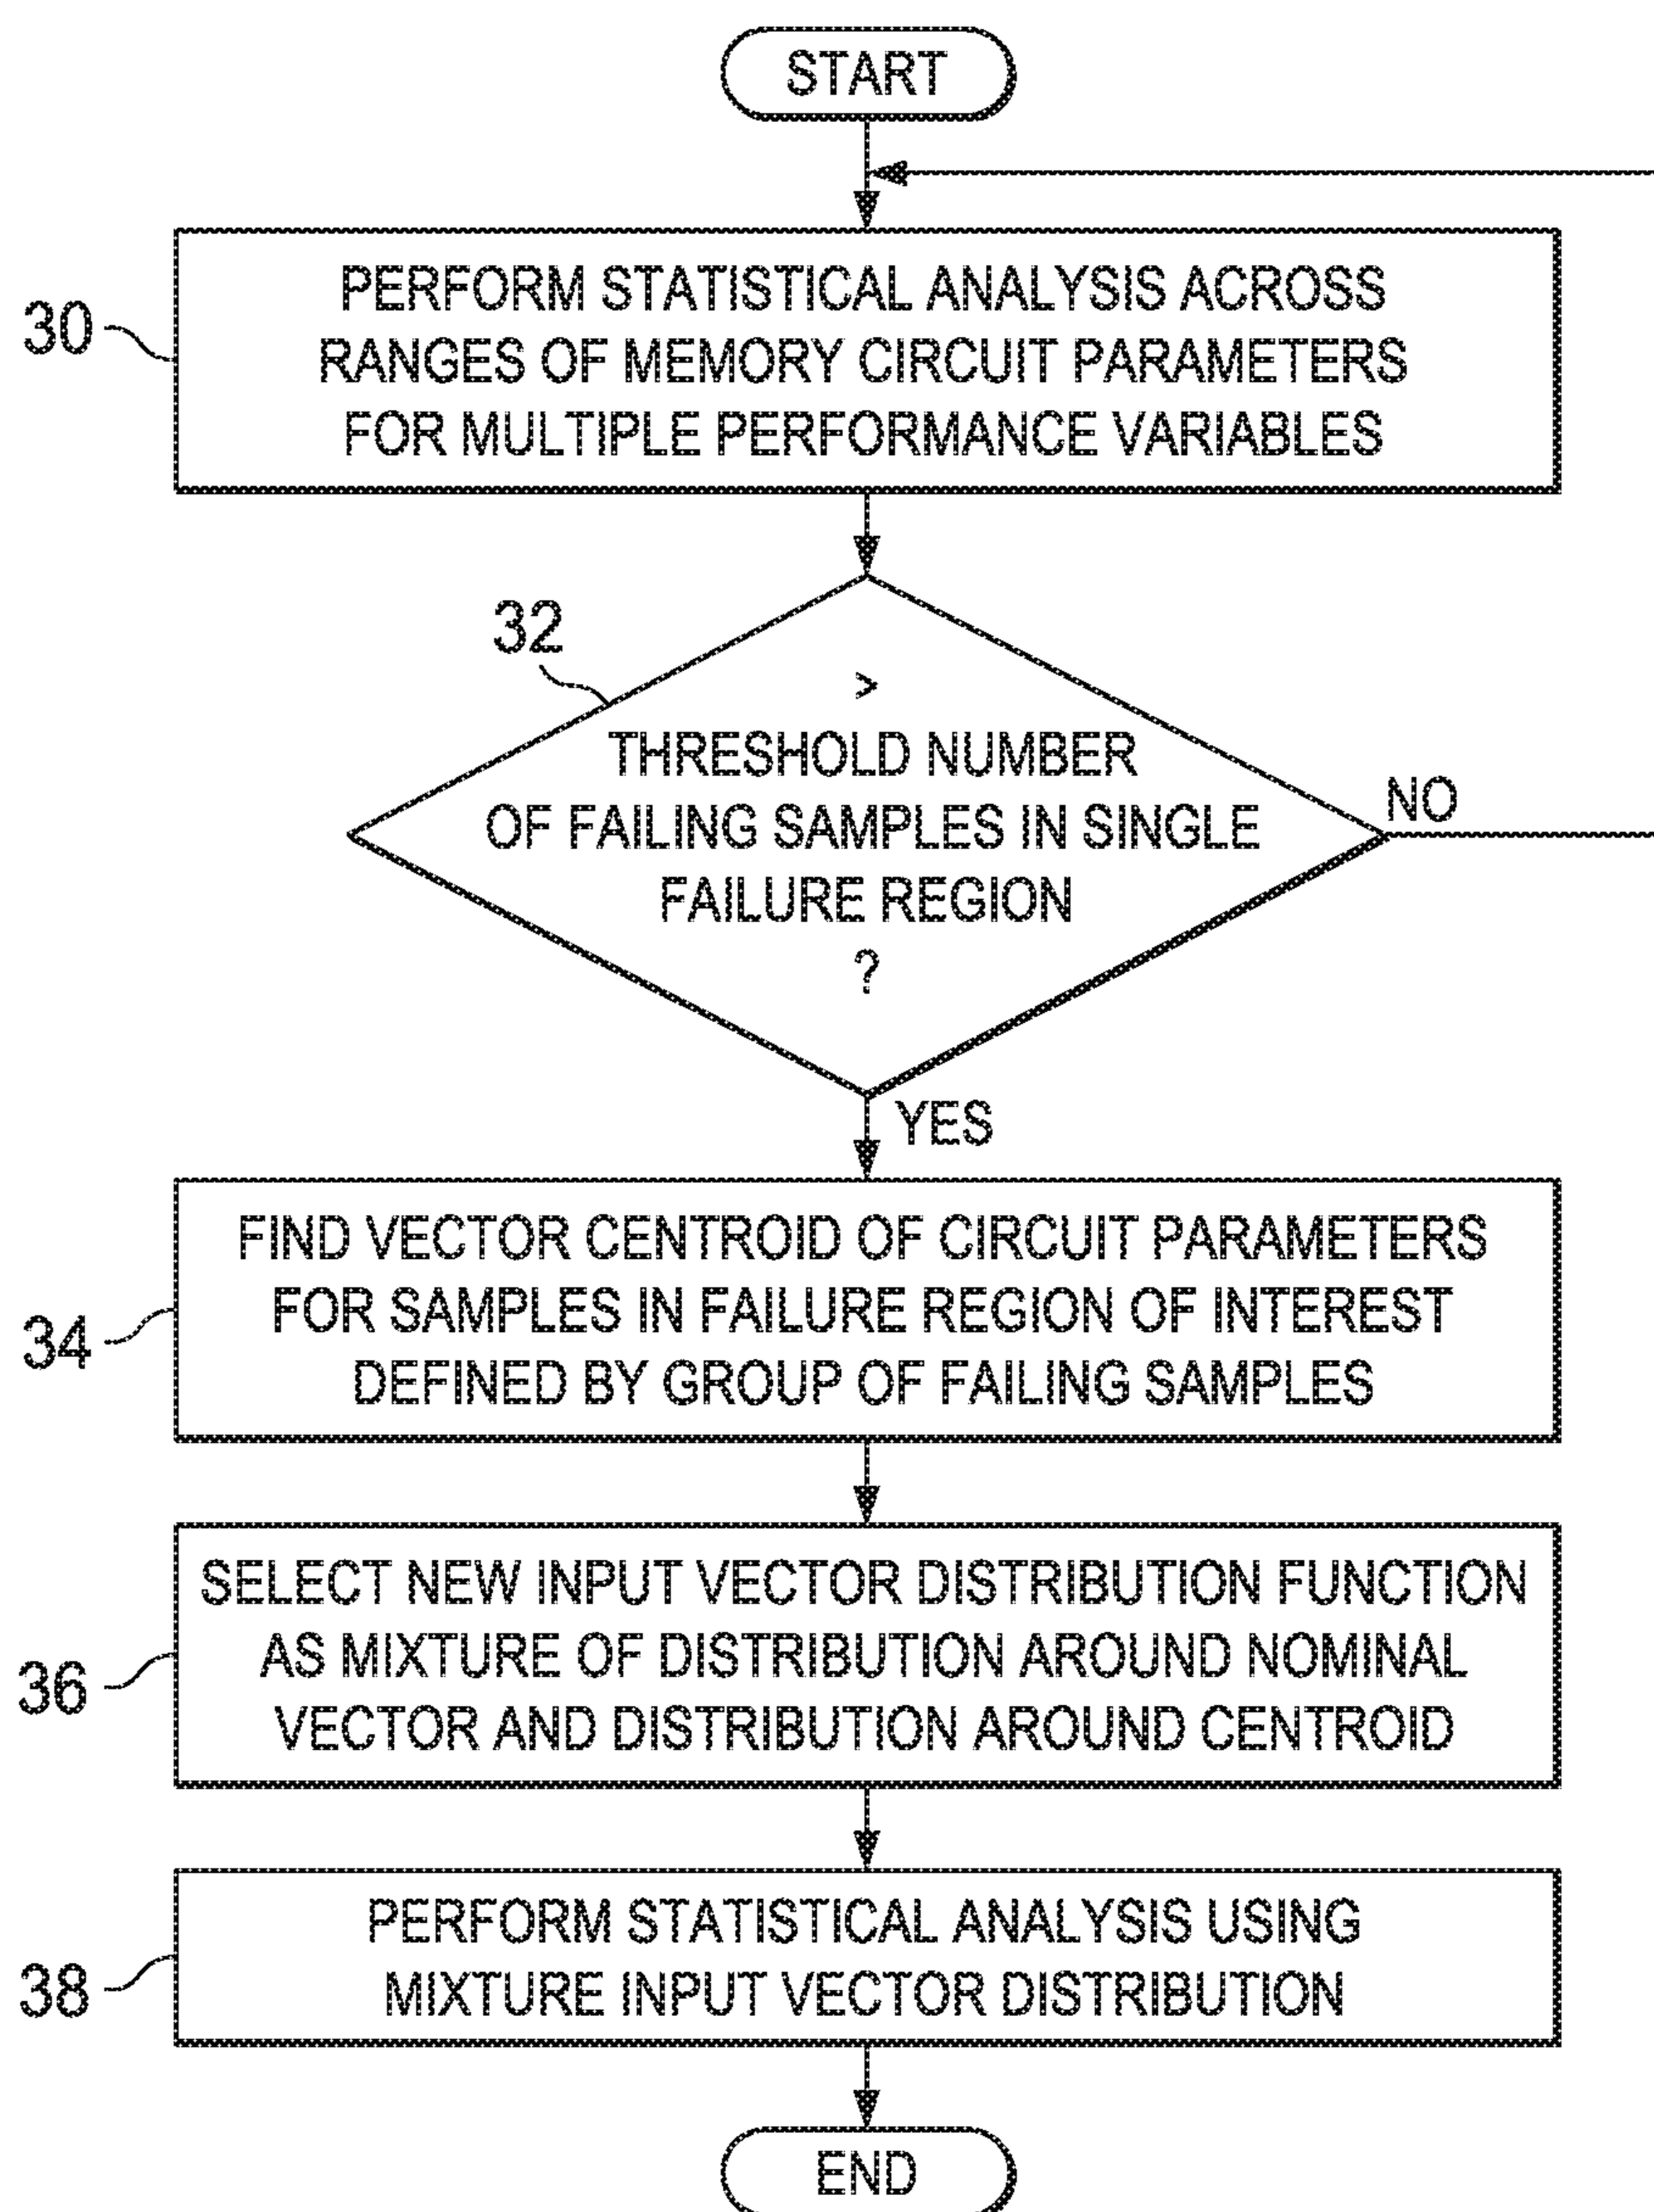 START
30
PERFORM STATISTICAL ANALYSIS ACROSS
RANGES OF MEMORY CIRCUIT PARAMETERS
FOR MULTIPLE PERFORMANCE VARIABLES
32
>
THRESHOLD NUMBER
OF FAILING SAMPLES IN SINGLE
FAILURE REGION
?
NO
YES
34
FIND VECTOR CENTROID OF CIRCUIT PARAMETERS
FOR SAMPLES IN FAILURE REGION OF INTEREST
DEFINED BY GROUP OF FAILING SAMPLES
36
SELECT NEW INPUT VECTOR DISTRIBUTION FUNCTION
AS MIXTURE OF DISTRIBUTION AROUND NOMINAL
VECTOR AND DISTRIBUTION AROUND CENTROID
38
PERFORM STATISTICAL ANALYSIS USING
MIXTURE INPUT VECTOR DISTRIBUTION
END